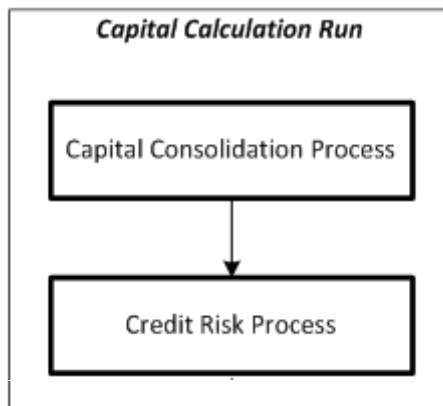 Capital Calculation Run
Capital Consolidation Process
Credit Risk Process